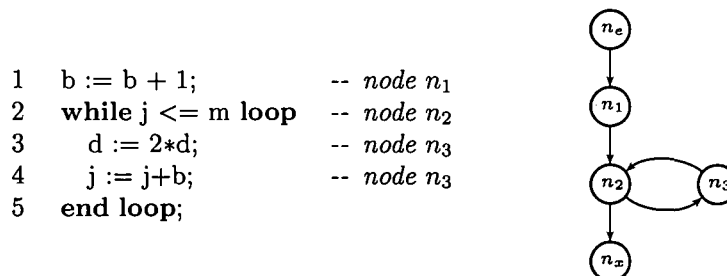 1 b := b + 1; -- node n₁
2 while j <= m loop -- node n₂
3 d := 2*d; -- node n₃
4 j := j+b; -- node n₃
5 end loop;
nₑ
n₁
n₂ n₃
nₓ